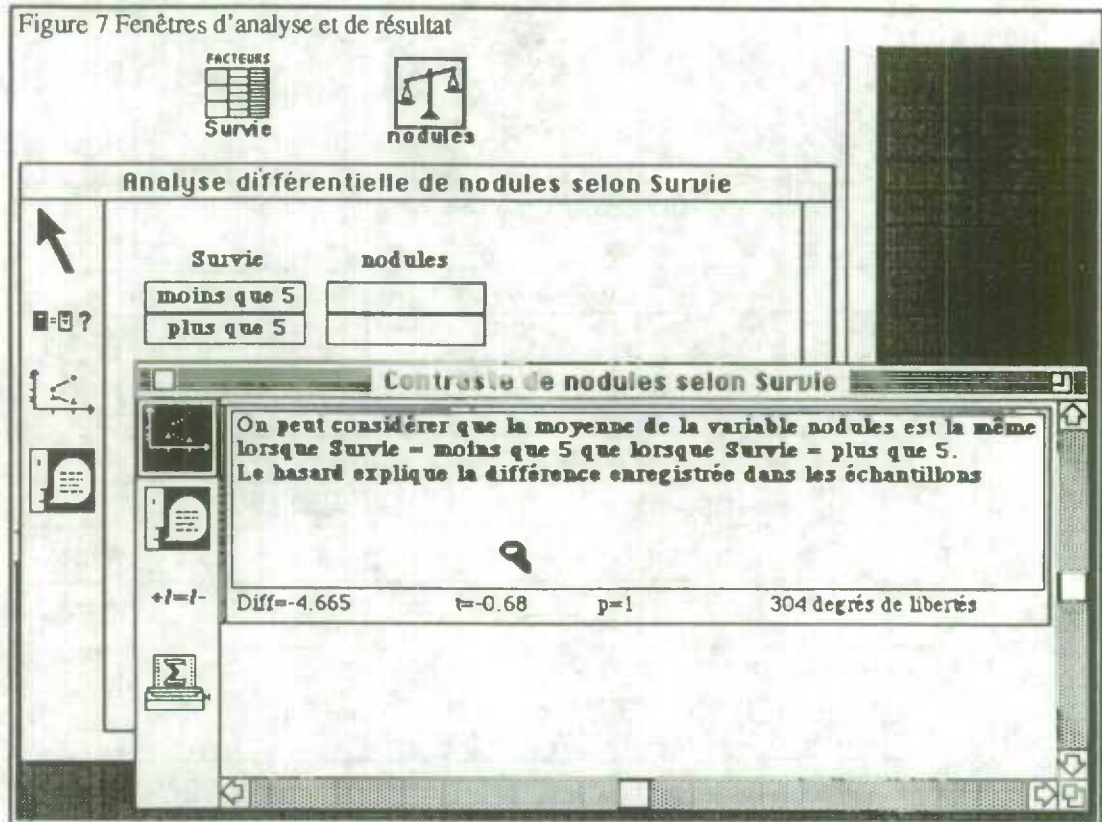 Figure 7 Fenêtres d'analyse et de résultat
FACTEURS
Survie
nodules
Analyse différentielle de nodules selon Survie
Survie nodules
moins que 5
plus que 5
Contraste de nodules selon Survie
On peut considérer que la moyenne de la variable nodules est la même
lorsque Survie = moins que 5 que lorsque Survie = plus que 5.
Le hasard explique la différence enregistrée dans les échantillons
Diff=-4.665 t=-0.68 p=1 304 degrés de libertés